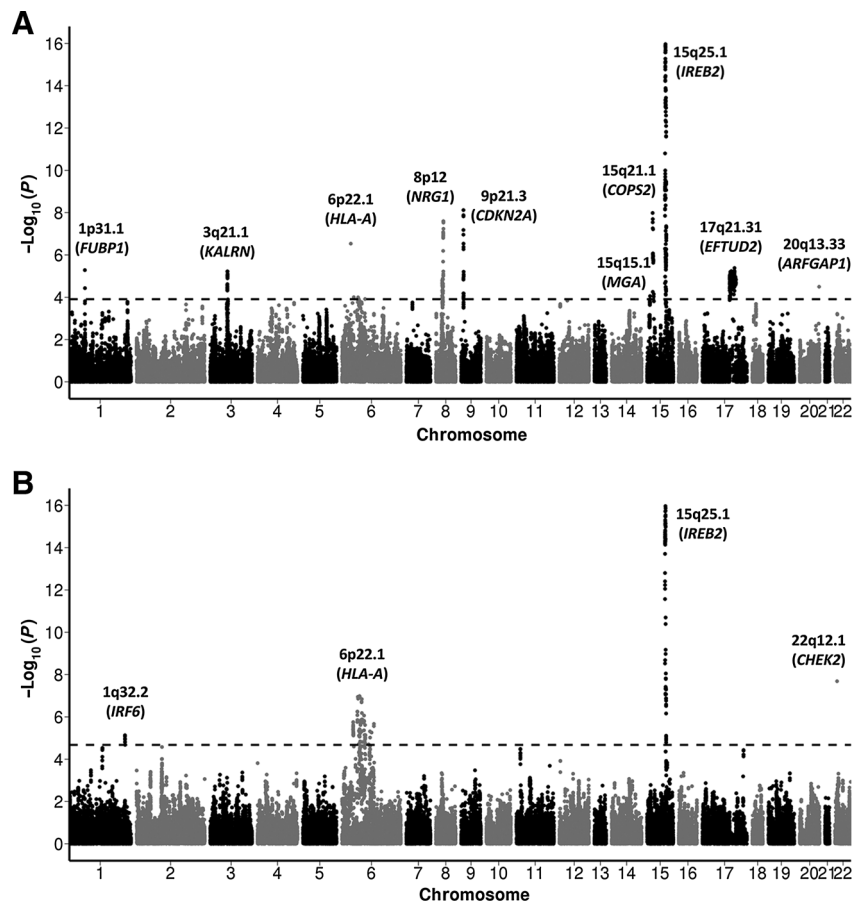 A
−Log10 (P)
16
14
12
10
8
6
4
2
0
1p31.1
(FUBP1)
3q21.1
(KALRN)
6p22.1
(HLA-A)
8p12
(NRG1)
9p21.3
(CDKN2A)
15q21.1
(COPS2)
15q15.1
(MGA)
15q25.1
(IREB2)
17q21.31
(EFTUD2)
20q13.33
(ARFGAP1)
1 2 3 4 5 6 7 8 9 10 11 12 13 14 15 16 17 18 19 20 21 22
Chromosome
B
−Log10 (P)
16
14
12
10
8
6
4
2
0
1q32.2
(IRF6)
6p22.1
(HLA-A)
15q25.1
(IREB2)
22q12.1
(CHEK2)
1 2 3 4 5 6 7 8 9 10 11 12 13 14 15 16 17 18 19 20 21 22
Chromosome